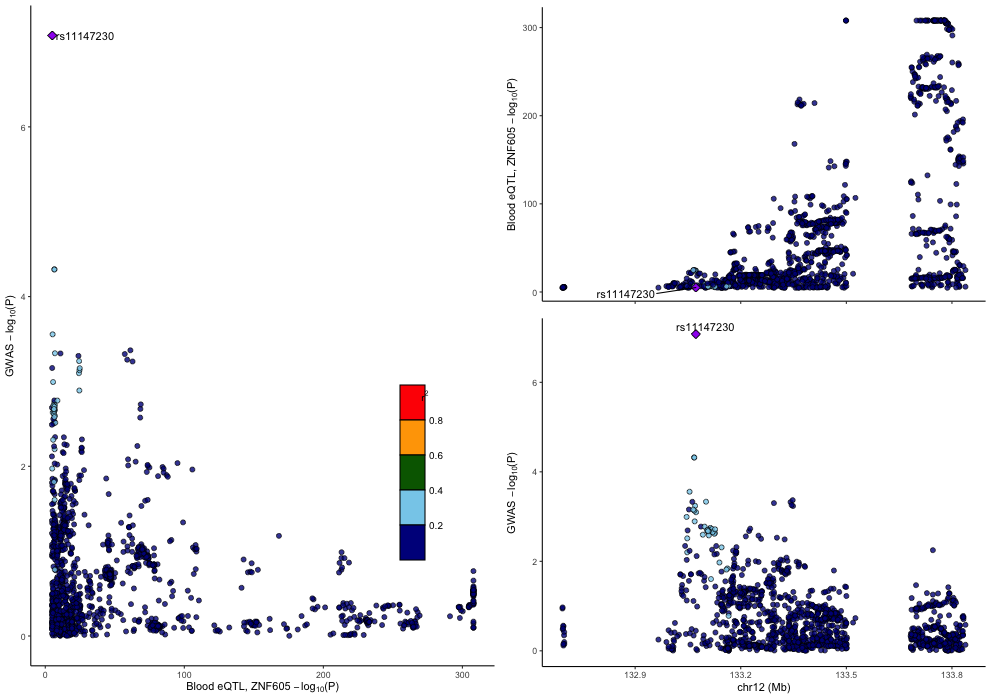 rs11147230
6
4
2
0
GWAS − log10(P)
0
100
200
300
Blood eQTL, ZNF605 − log10(P)
r2
0.8
0.6
0.4
0.2
300
200
100
0
Blood eQTL, ZNF605 − log10(P)
rs11147230
rs11147230
6
4
2
0
GWAS − log10(P)
132.9
133.2
133.5
133.8
chr12 (Mb)